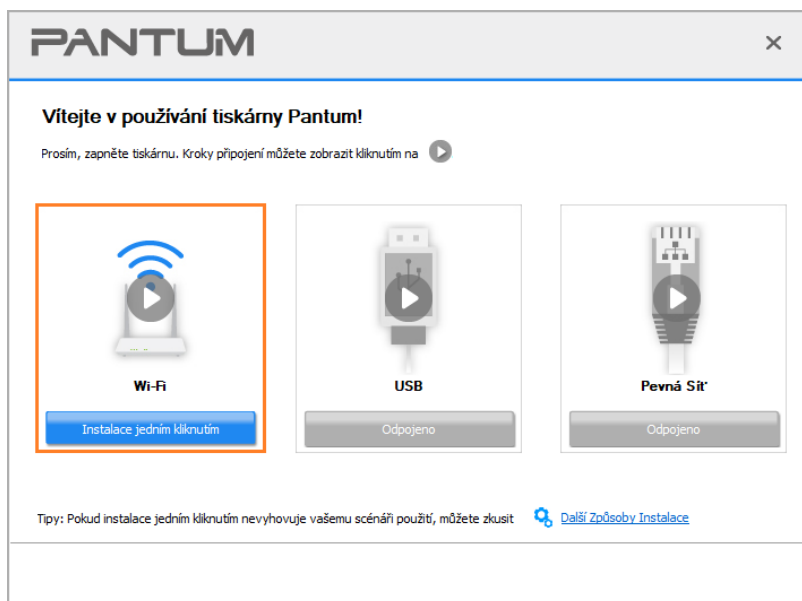 PANTUM
Vítejte v používání tiskárny Pantum!
Prosím, zapněte tiskárnu. Kroky připojení můžete zobrazit kliknutím na
Wi-Fi
USB
Pevná Síť
Instalace jedním kliknutím
Odpojeno
Odpojeno
Tipy: Pokud instalace jedním kliknutím nevyhovuje vašemu scénáři použití, můžete zkusit Další Způsoby Instalace